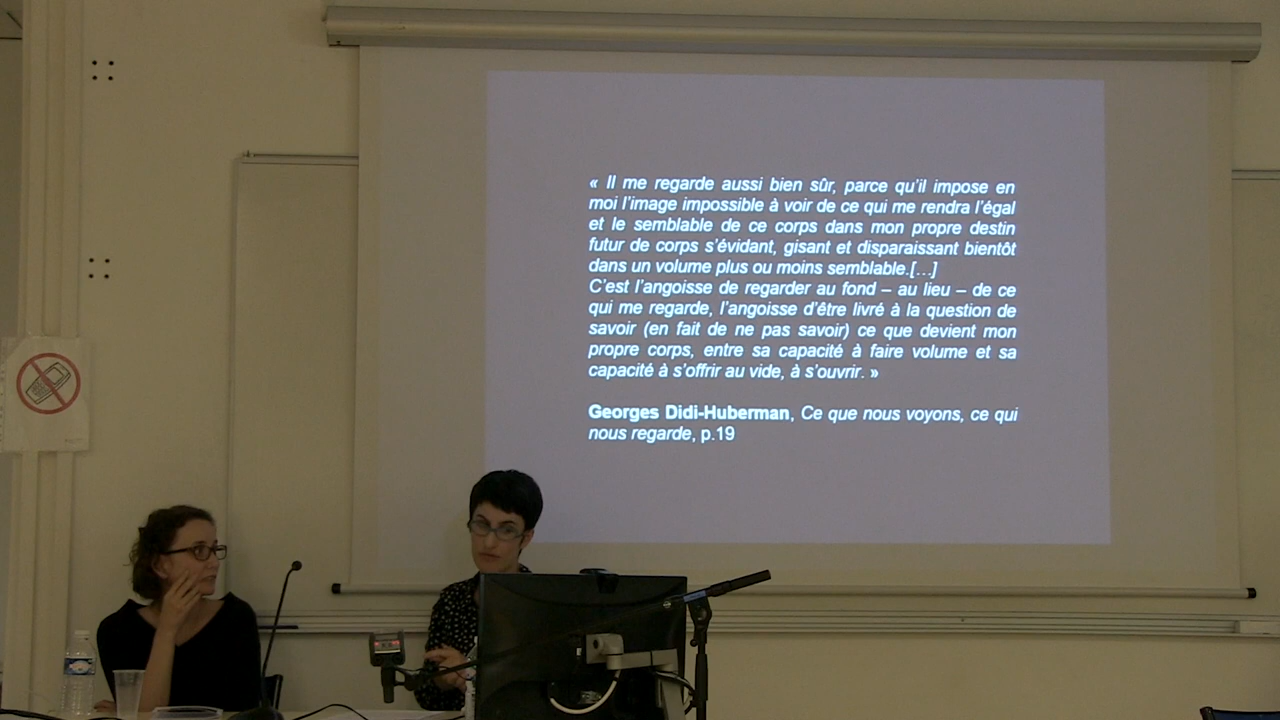 « Il me regarde aussi bien sûr, parce qu'il impose en
moi l'image impossible à voir de ce qui me rendra l'égal
et le semblable de ce corps dans mon propre destin
futur de corps s'évidant, gisant et disparaissant bientôt
dans un volume plus ou moins semblable.[…]
C'est l'angoisse de regarder au fond – au lieu – de ce
qui me regarde, l'angoisse d'être livré à la question de
savoir (en fait de ne pas savoir) ce que devient mon
propre corps, entre sa capacité à faire volume et sa
capacité à s'offrir au vide, à s'ouvrir. »
Georges Didi-Huberman, Ce que nous voyons, ce qui
nous regarde, p.19